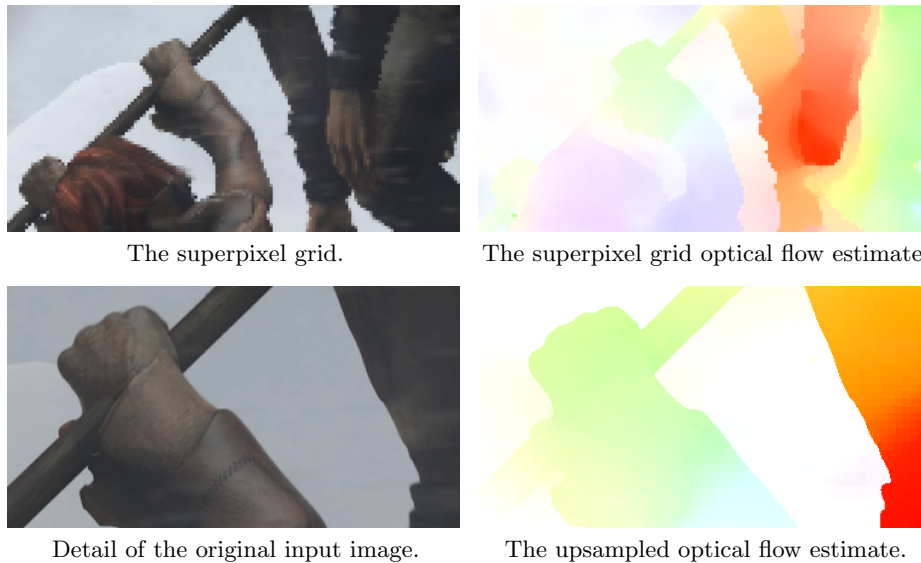 The superpixel grid.
The superpixel grid optical flow estimate
Detail of the original input image.
The upsampled optical flow estimate.